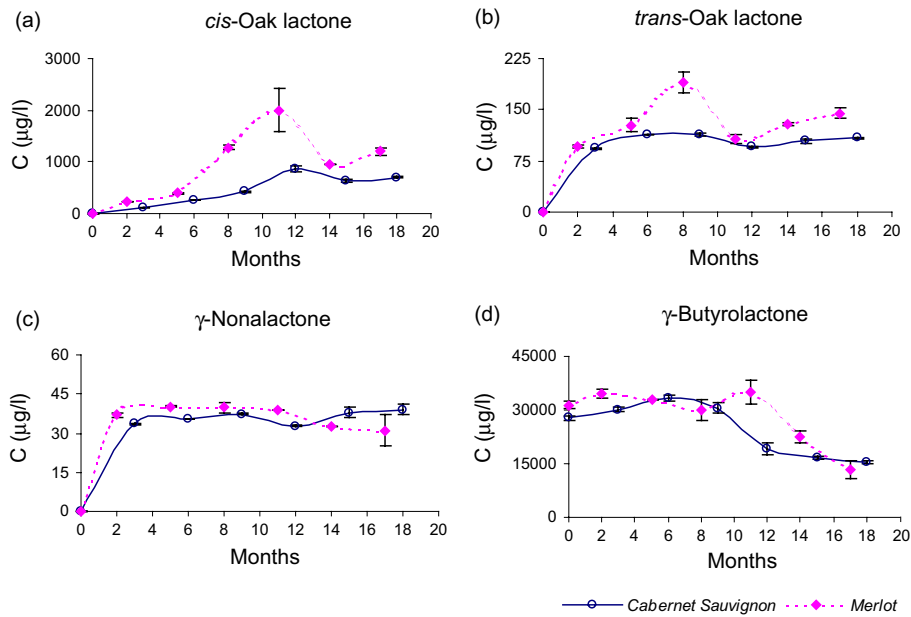 (a) cis-Oak lactone
C (µg/l)
3000
2000
1000
0
0 2 4 6 8 10 12 14 16 18 20
Months
(b) trans-Oak lactone
C (µg/l)
225
150
75
0
0 2 4 6 8 10 12 14 16 18 20
Months
(c) γ-Nonalactone
C (µg/l)
60
45
30
15
0
0 2 4 6 8 10 12 14 16 18 20
Months
(d) γ-Butyrolactone
C (µg/l)
45000
30000
15000
0
0 2 4 6 8 10 12 14 16 18 20
Months
Cabernet Sauvignon Merlot